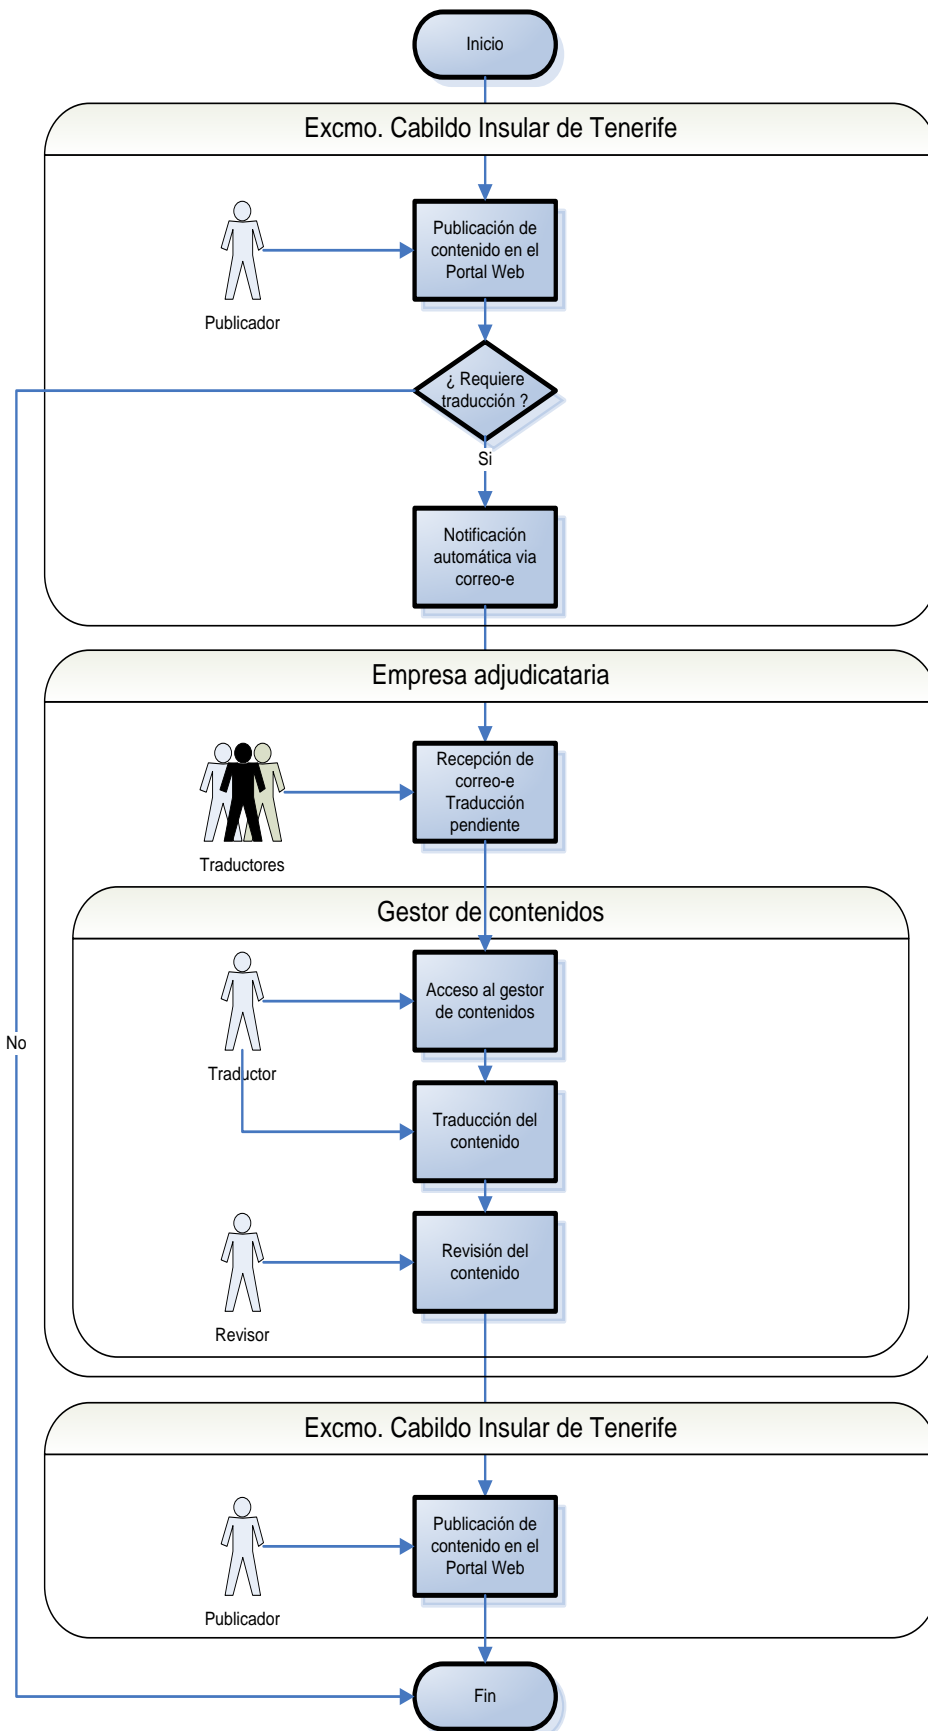 Inicio
Excmo. Cabildo Insular de Tenerife
Publicación de
contenido en el
Portal Web
Publicador
¿ Requiere
traducción ?
Si
Notificación
automática via
correo-e
Empresa adjudicataria
Recepción de
correo-e
Traducción
pendiente
Traductores
Gestor de contenidos
Acceso al gestor
de contenidos
No
Traductor
Traducción del
contenido
Revisión del
contenido
Revisor
Excmo. Cabildo Insular de Tenerife
Publicación de
contenido en el
Portal Web
Publicador
Fin